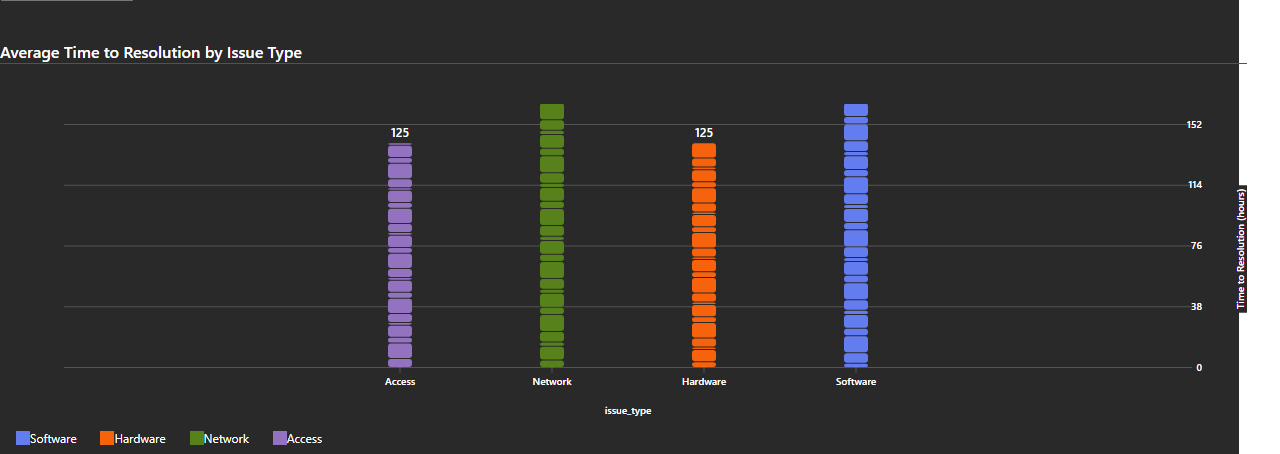 Average Time to Resolution by Issue Type
125
125
152
114
76
38
0
Time to Resolution (hours)
Access
Network
Hardware
Software
issue_type
Software
Hardware
Network
Access